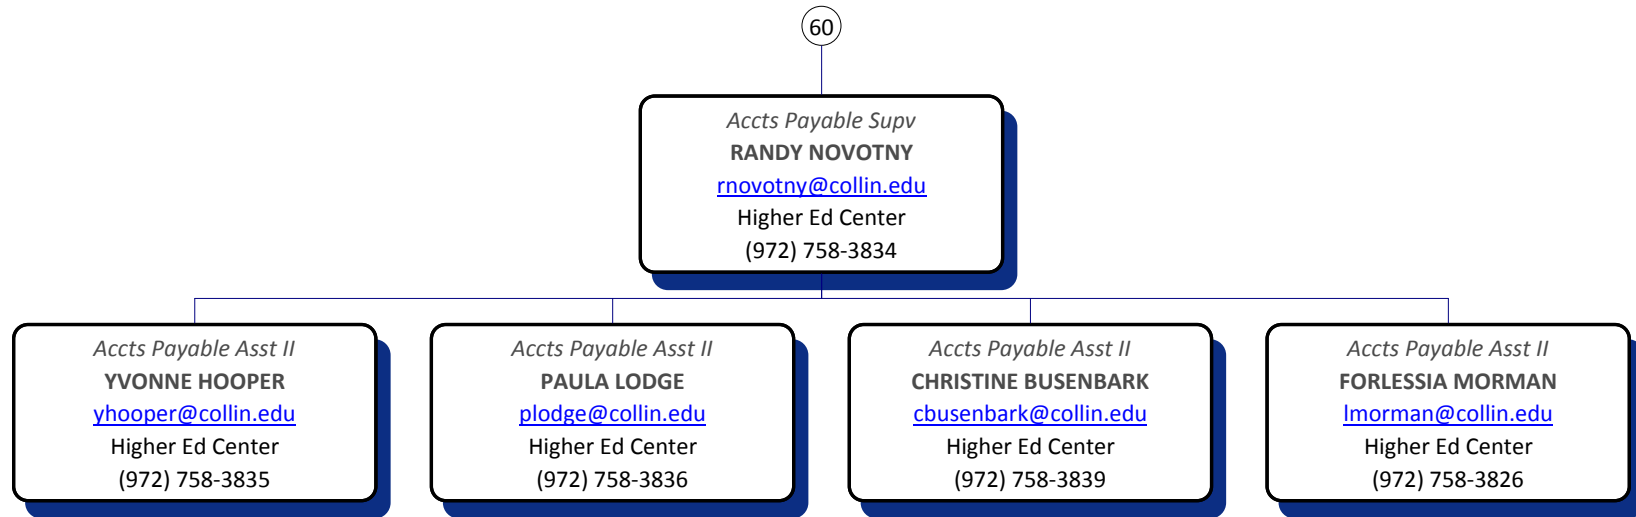 60
Accts Payable Supv
RANDY NOVOTNY
rnovotny@collin.edu
Higher Ed Center
(972) 758-3834
Accts Payable Asst II
YVONNE HOOPER
yhooper@collin.edu
Higher Ed Center
(972) 758-3835
Accts Payable Asst II
PAULA LODGE
plodge@collin.edu
Higher Ed Center
(972) 758-3836
Accts Payable Asst II
CHRISTINE BUSENBARK
cbusenbark@collin.edu
Higher Ed Center
(972) 758-3839
Accts Payable Asst II
FORLESSIA MORMAN
lmorman@collin.edu
Higher Ed Center
(972) 758-3826